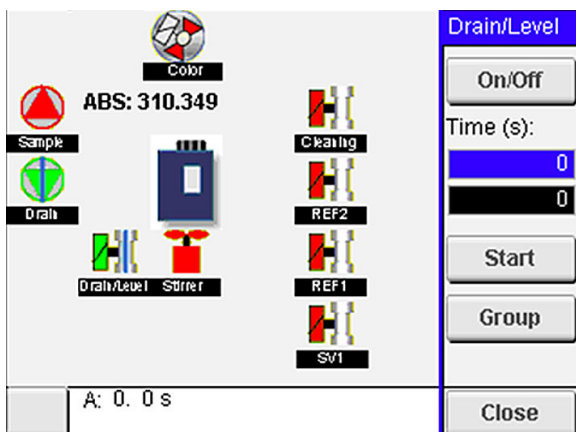 Drain/Level
Color
On/Off
ABS: 310.349
Time (s):
Sample
Cleaning
0
0
Drain
REF2
Drain/Level
Stirrer
REF1
Start
Group
SV1
A: 0. 0 s
Close